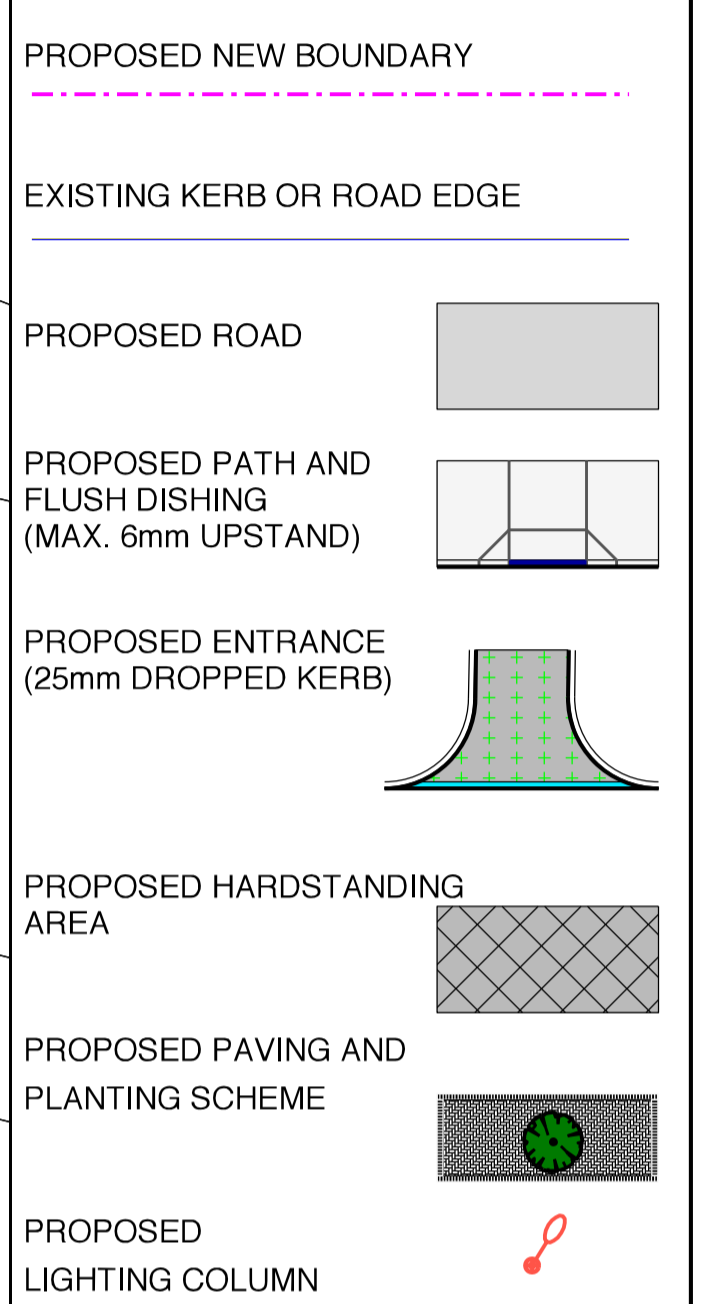 PROPOSED NEW BOUNDARY
EXISTING KERB OR ROAD EDGE
PROPOSED ROAD
PROPOSED PATH AND
FLUSH DISHING
(MAX. 6mm UPSTAND)
PROPOSED ENTRANCE
(25mm DROPPED KERB)
PROPOSED HARDSTANDING
AREA
PROPOSED PAVING AND
PLANTING SCHEME
PROPOSED
LIGHTING COLUMN